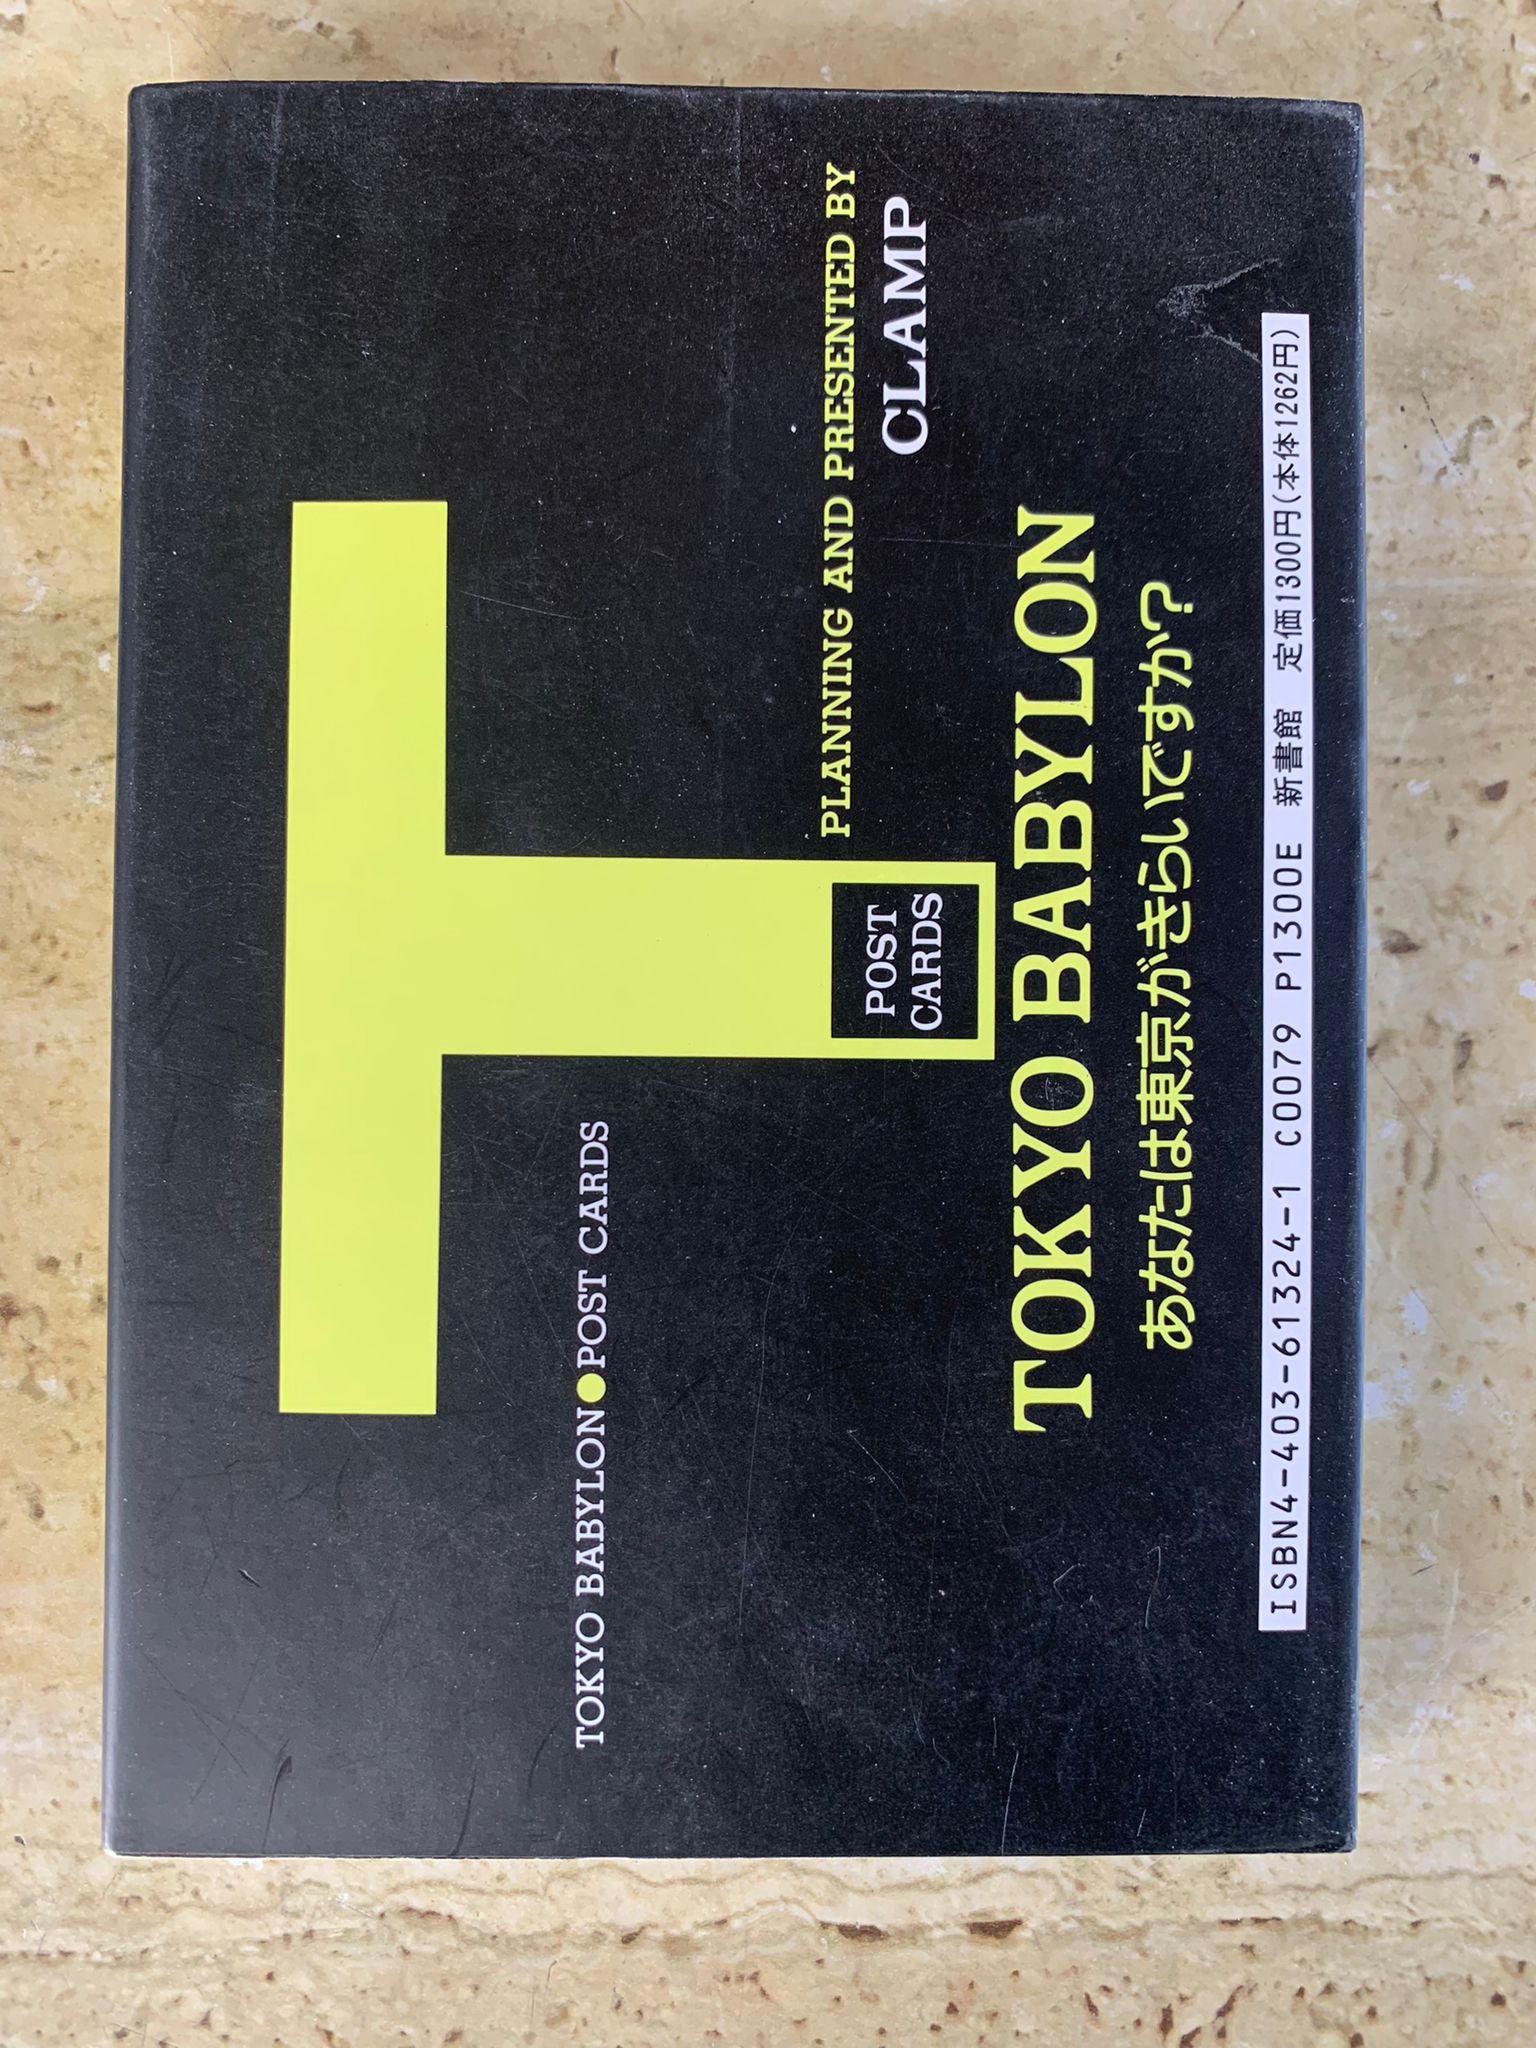 TOKYO BABYLON●POST CARDS
PLANNING AND PRESENTED BY
CLAMP
POST
CARDS
TOKYO BABYLON
あなたは東京がきらいですか?
ISBN4-403-61324-1 C0079 P1300E 新書館 定価1300円(本体1262円)